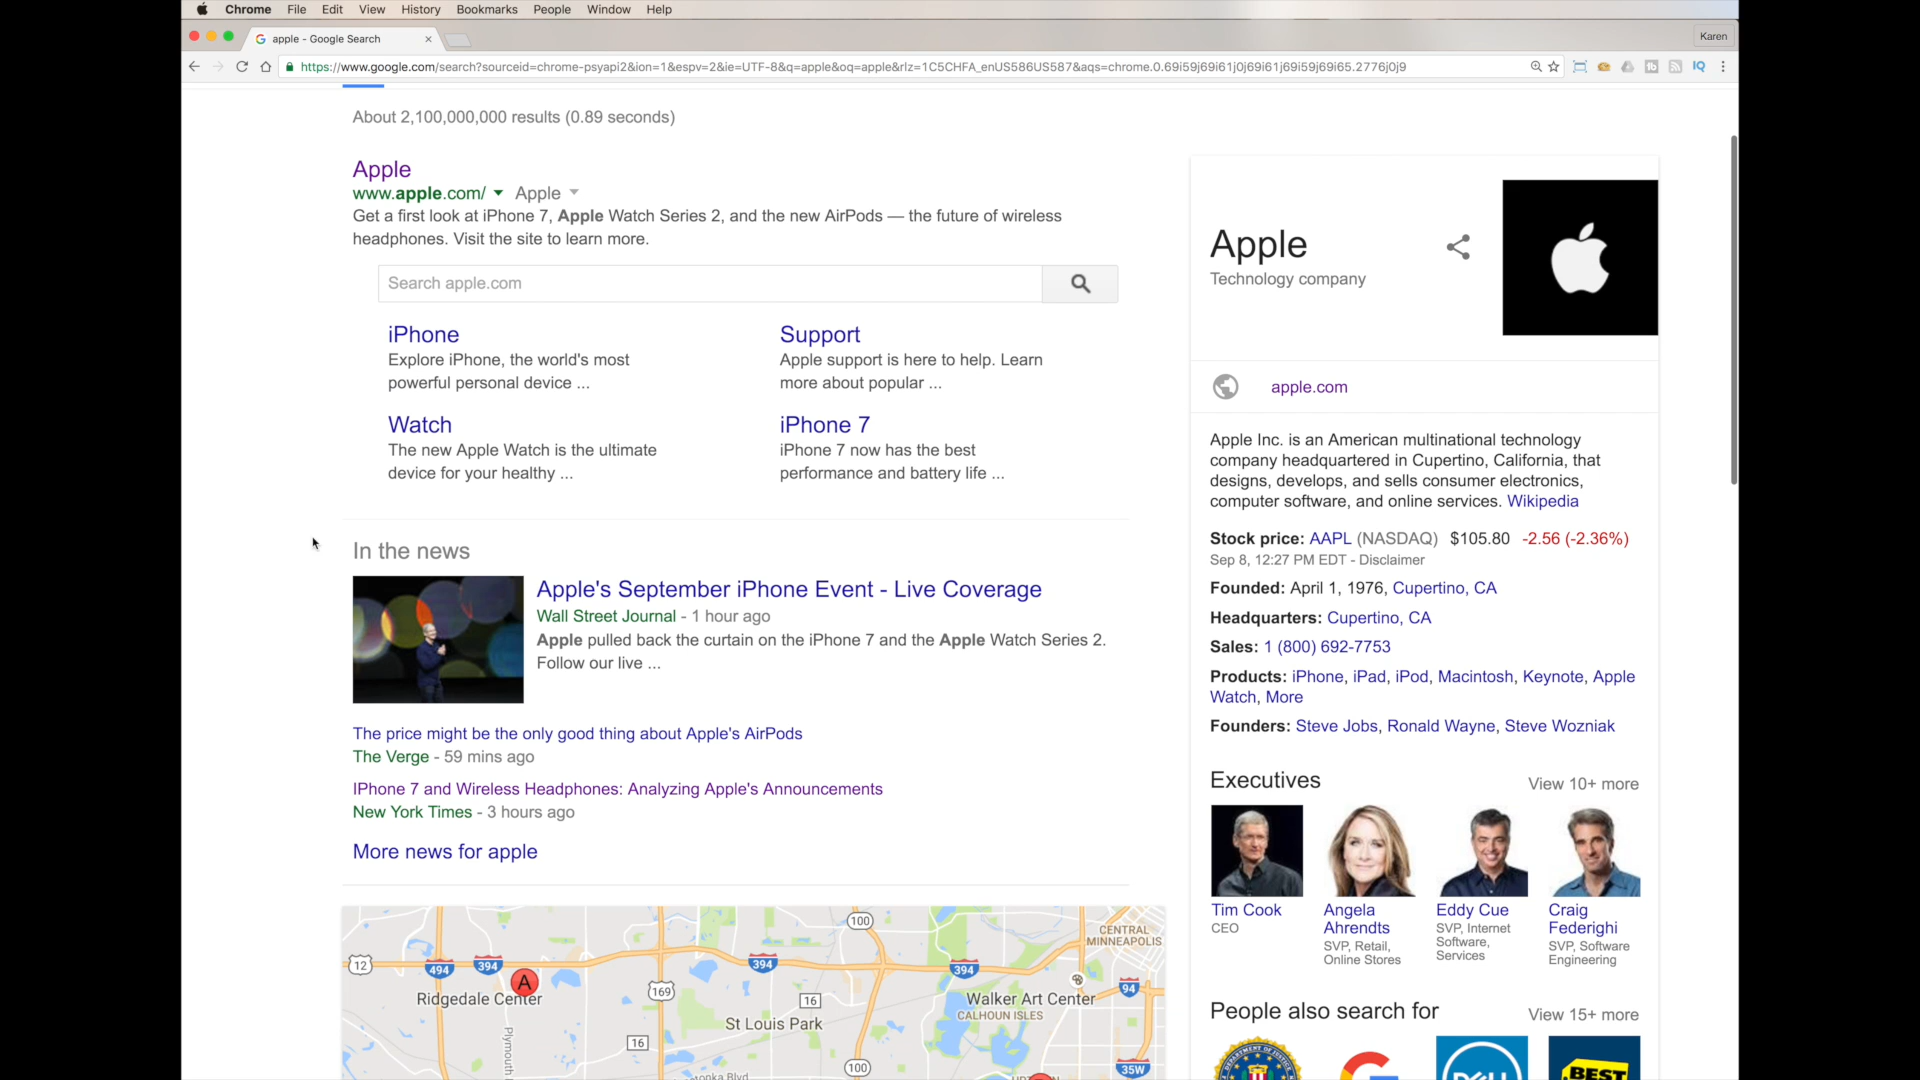 Chrome File Edit View History Bookmarks People Window Help
apple - Google Search
Karen
https://www.google.com/search?sourceid=chrome-psyapi2&ion=1&espv=2&ie=UTF-8&q=apple&oq=apple&rlz=1C5CHFA_enUS586US587&aqs=chrome.0.69i59j69i61j0j69i61j69i59j69i65.2776j0j9
IQ
About 2,100,000,000 results (0.89 seconds)
Apple
www.apple.com/ Apple
Get a first look at iPhone 7, Apple Watch Series 2, and the new AirPods — the future of wireless
headphones. Visit the site to learn more.
Search apple.com
iPhone
Explore iPhone, the world's most
powerful personal device ...
Support
Apple support is here to help. Learn
more about popular ...
Watch
The new Apple Watch is the ultimate
device for your healthy ...
iPhone 7
iPhone 7 now has the best
performance and battery life ...
In the news
Apple's September iPhone Event - Live Coverage
Wall Street Journal - 1 hour ago
Apple pulled back the curtain on the iPhone 7 and the Apple Watch Series 2.
Follow our live ...
The price might be the only good thing about Apple's AirPods
The Verge - 59 mins ago
IPhone 7 and Wireless Headphones: Analyzing Apple's Announcements
New York Times - 3 hours ago
More news for apple
100
CENTRAL
MINNEAPOLIS
12
494
394
394
394
A
Ridgedale Center
169
16
Walker Art Center
94
CALHOUN ISLES
St Louis Park
Plymouth
16
100
35W
Apple
Technology company
apple.com
Apple Inc. is an American multinational technology
company headquartered in Cupertino, California, that
designs, develops, and sells consumer electronics,
computer software, and online services. Wikipedia
Stock price: AAPL (NASDAQ) $105.80 -2.56 (-2.36%)
Sep 8, 12:27 PM EDT - Disclaimer
Founded: April 1, 1976, Cupertino, CA
Headquarters: Cupertino, CA
Sales: 1 (800) 692-7753
Products: iPhone, iPad, iPod, Macintosh, Keynote, Apple
Watch, More
Founders: Steve Jobs, Ronald Wayne, Steve Wozniak
Executives
View 10+ more
Tim Cook
CEO
Angela
Ahrendts
SVP, Retail,
Online Stores
Eddy Cue
SVP, Internet
Software,
Services
Craig
Federighi
SVP, Software
Engineering
People also search for
View 15+ more
DELL
BEST